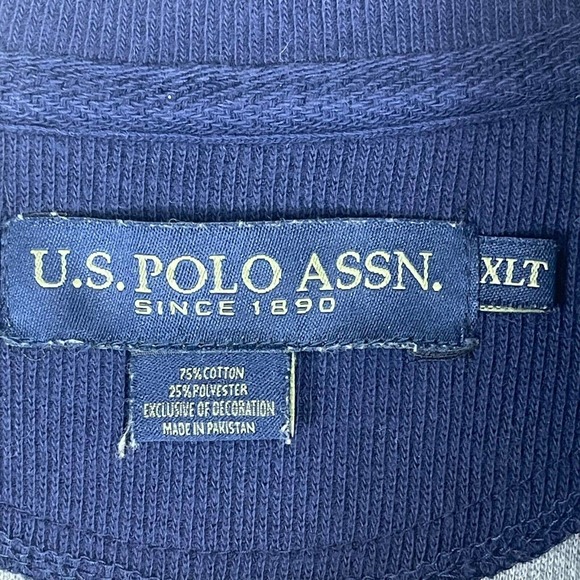 U.S. POLO ASSN.
SINCE 1890
XLT
75% COTTON
25% POLYESTER
EXCLUSIVE OF DECORATION
MADE IN PAKISTAN